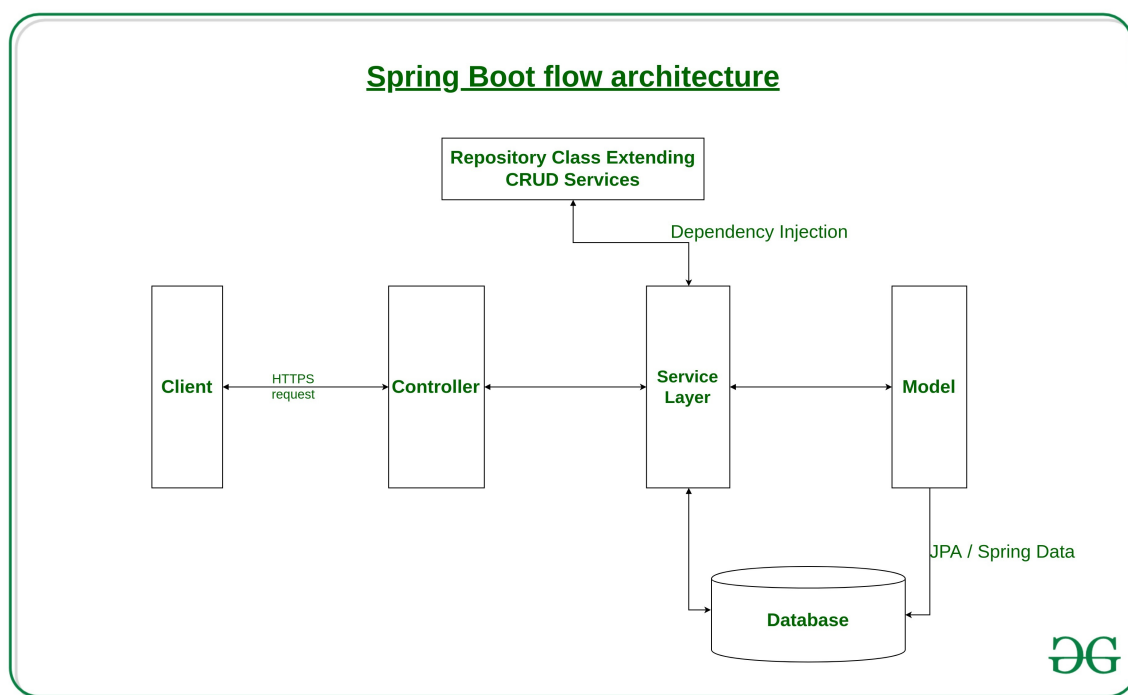 Spring Boot flow architecture
Repository Class Extending
CRUD Services
Dependency Injection
Client
HTTPS
request
Controller
Service
Layer
Model
JPA / Spring Data
Database